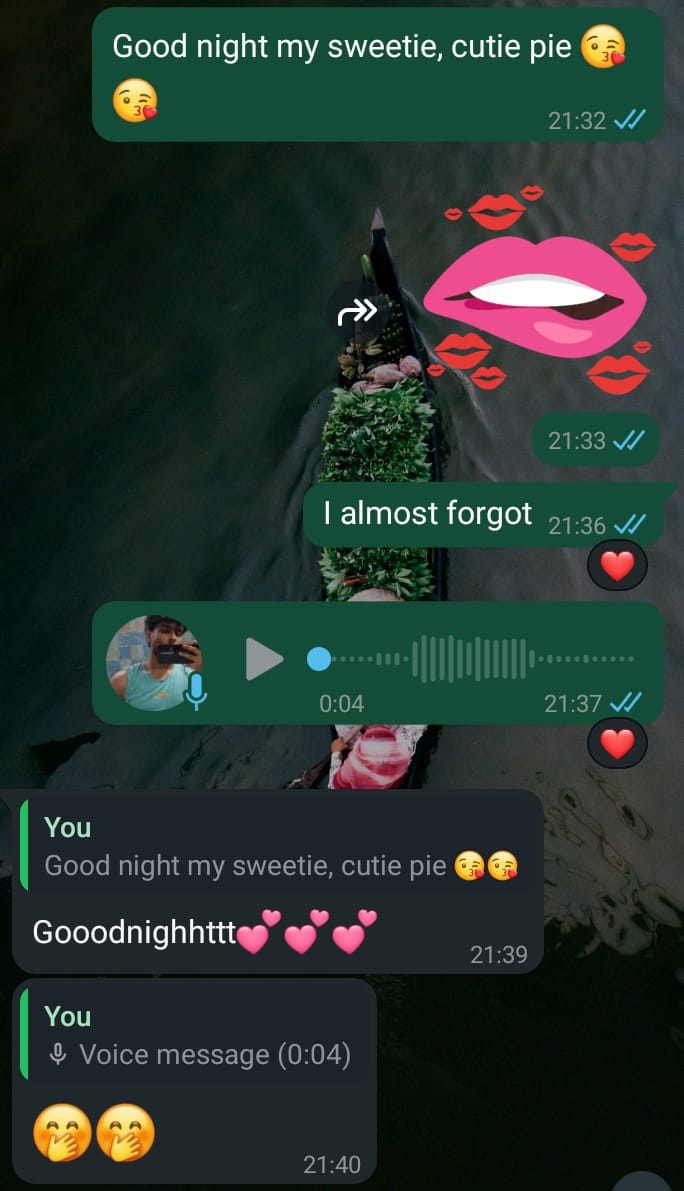 Good night my sweetie, cutie pie 😘
😘
21:32
21:33
I almost forgot 21:36
❤️
0:04 21:37
❤️
You
Good night my sweetie, cutie pie 😘😘
Gooodnighhttt💕💕💕
21:39
You
Voice message (0:04)
🤭🤭
21:40